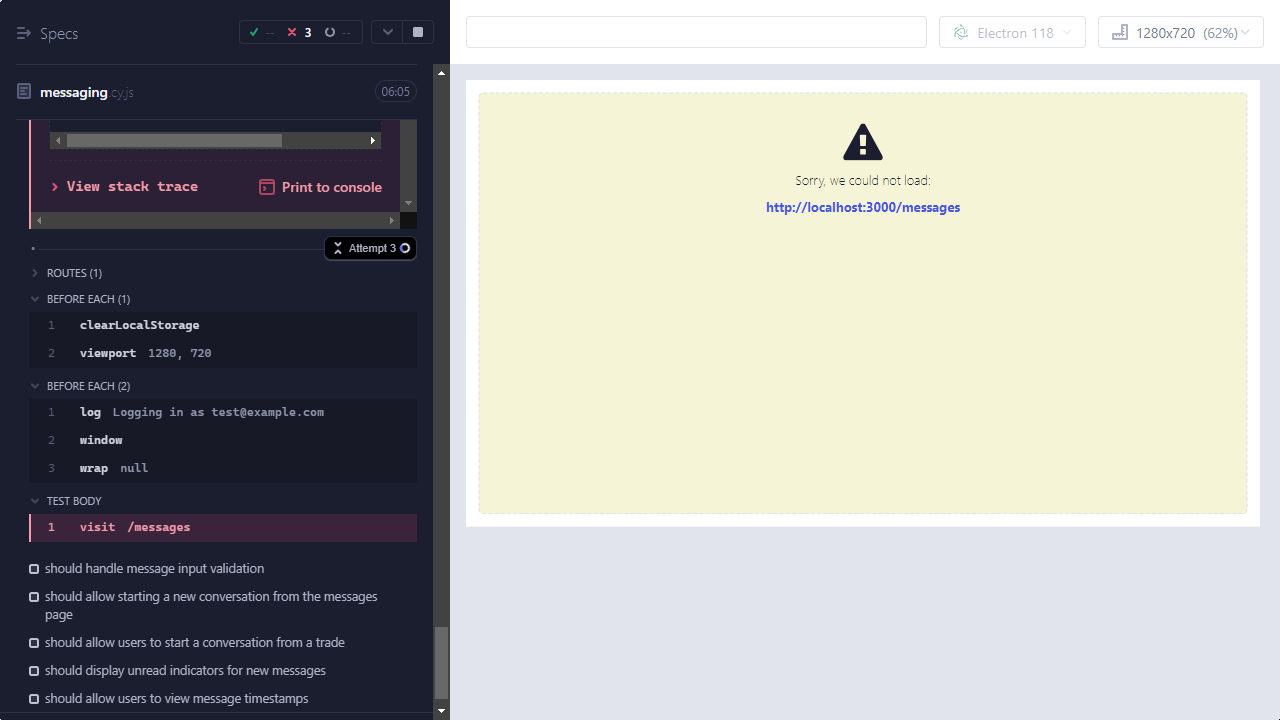 Specs
--
3
--
messaging.cy.js
06:05
View stack trace
Print to console
Attempt 3
ROUTES (1)
BEFORE EACH (1)
1 clearLocalStorage
2 viewport 1280, 720
BEFORE EACH (2)
1 log Logging in as test@example.com
2 window
3 wrap null
TEST BODY
1 visit /messages
should handle message input validation
should allow starting a new conversation from the messages
page
should allow users to start a conversation from a trade
should display unread indicators for new messages
should allow users to view message timestamps
Electron 118
1280x720 (62%)
Sorry, we could not load:
http://localhost:3000/messages